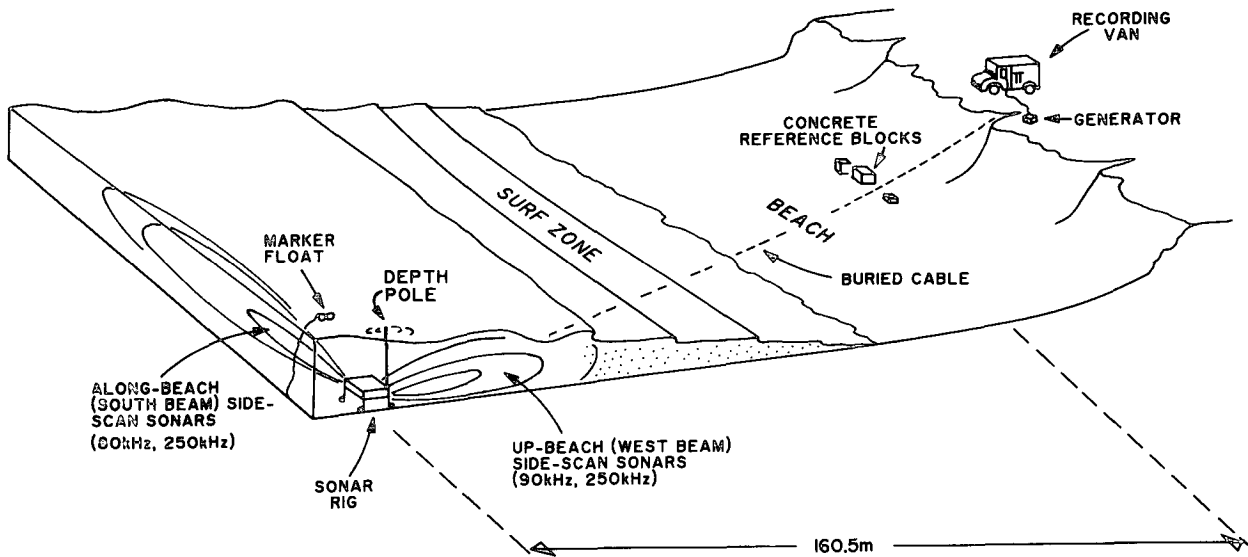 RECORDING
VAN
GENERATOR
CONCRETE
REFERENCE BLOCKS
SURF ZONE
BEACH
BURIED CABLE
MARKER
FLOAT
DEPTH
POLE
ALONG-BEACH
(SOUTH BEAM) SIDE-
SCAN SONARS
(80kHz, 250kHz)
UP-BEACH (WEST BEAM)
SIDE-SCAN SONARS
(90kHz, 250kHz)
SONAR
RIG
160.5m